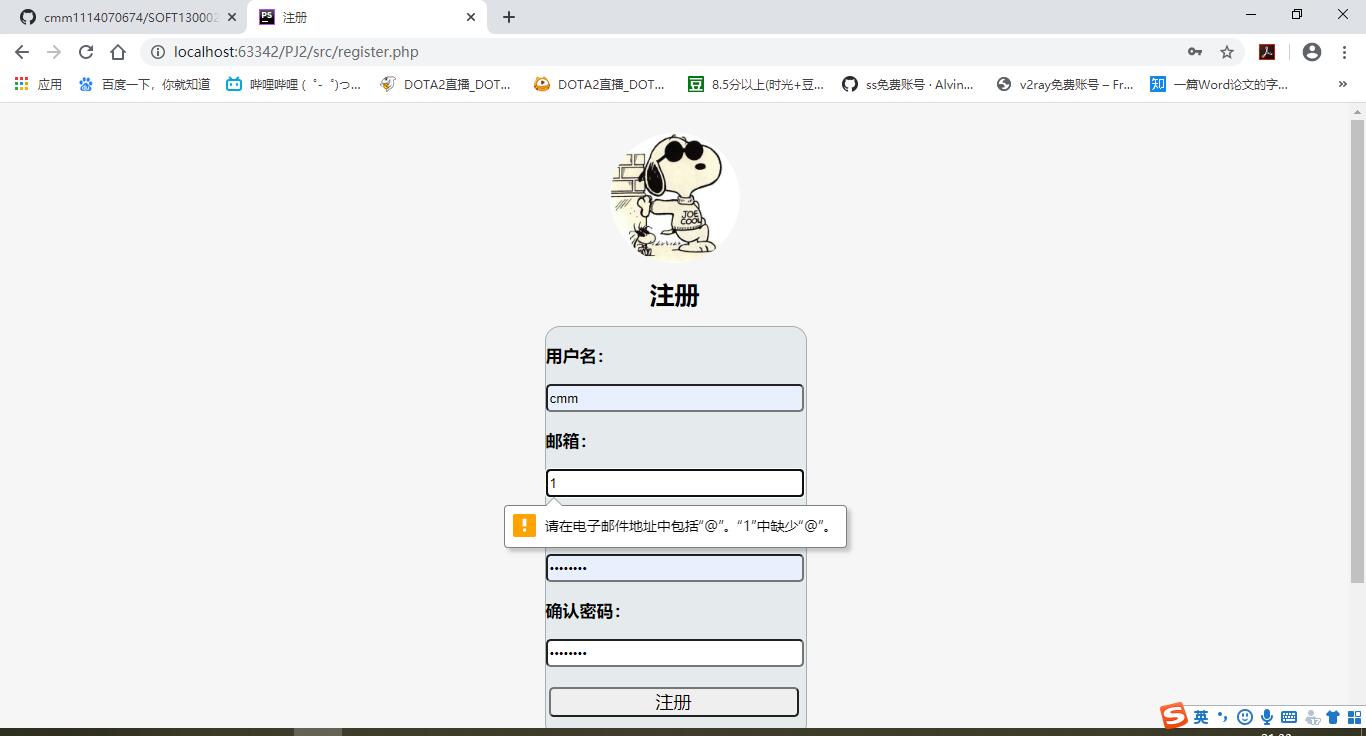 cmm1114070674/SOFT130002
注册
localhost:63342/PJ2/src/register.php
应用
百度一下，你就知道
哔哩哔哩 ( ゜- ゜)つ...
DOTA2直播_DOT...
DOTA2直播_DOT...
8.5分以上(时光+豆...
ss免费账号 · Alvin...
v2ray免费账号 – Fr...
一篇Word论文的字...
JOE
COOL
注册
用户名：
cmm
邮箱：
1
请在电子邮件地址中包括“@”。“1”中缺少“@”。
确认密码：
注册
英